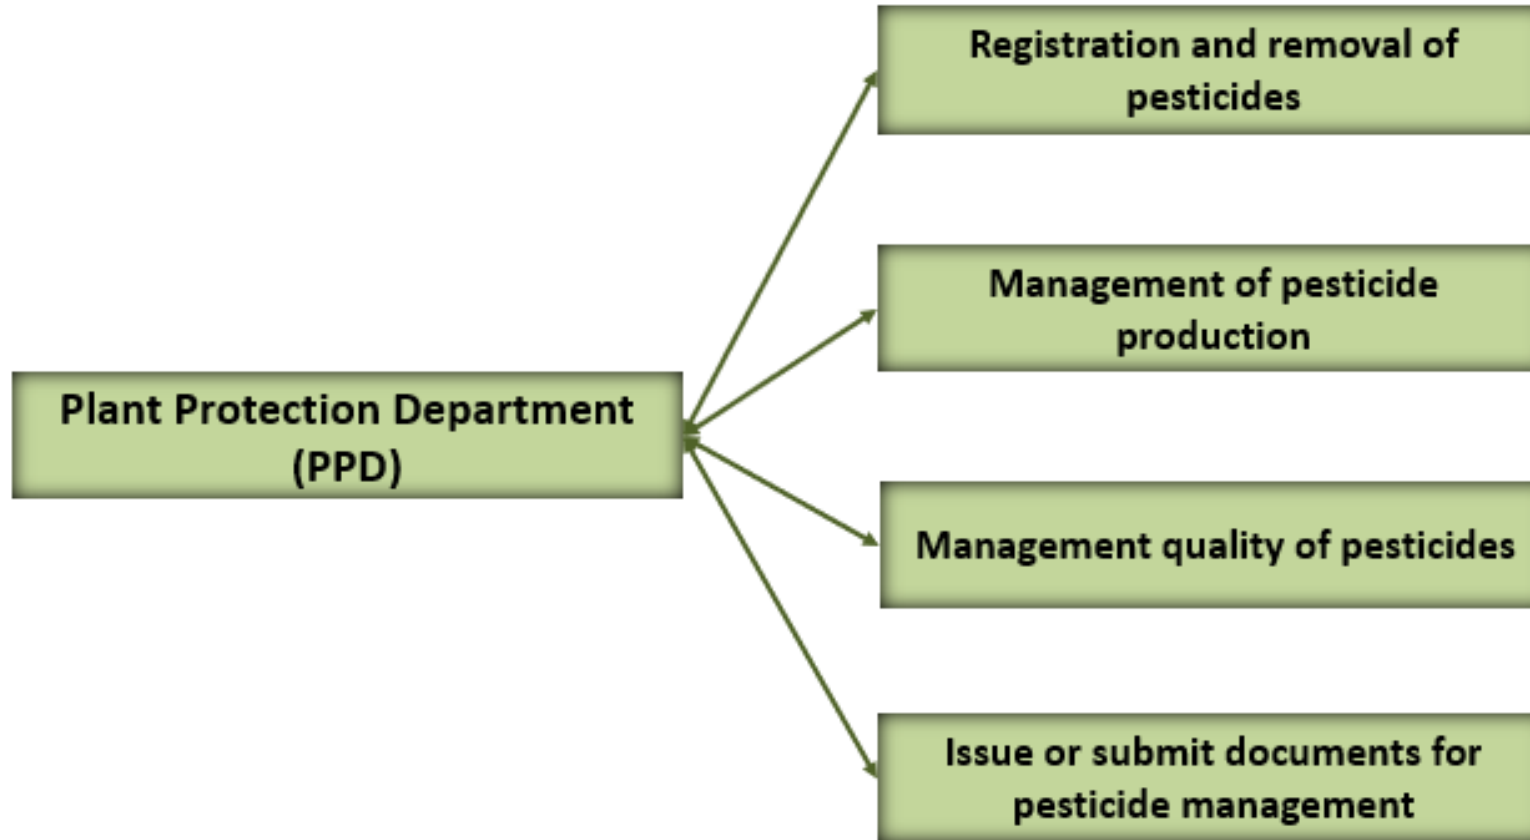 Registration and removal of
pesticides
Management of pesticide
production
Plant Protection Department
(PPD)
Management quality of pesticides
Issue or submit documents for
pesticide management